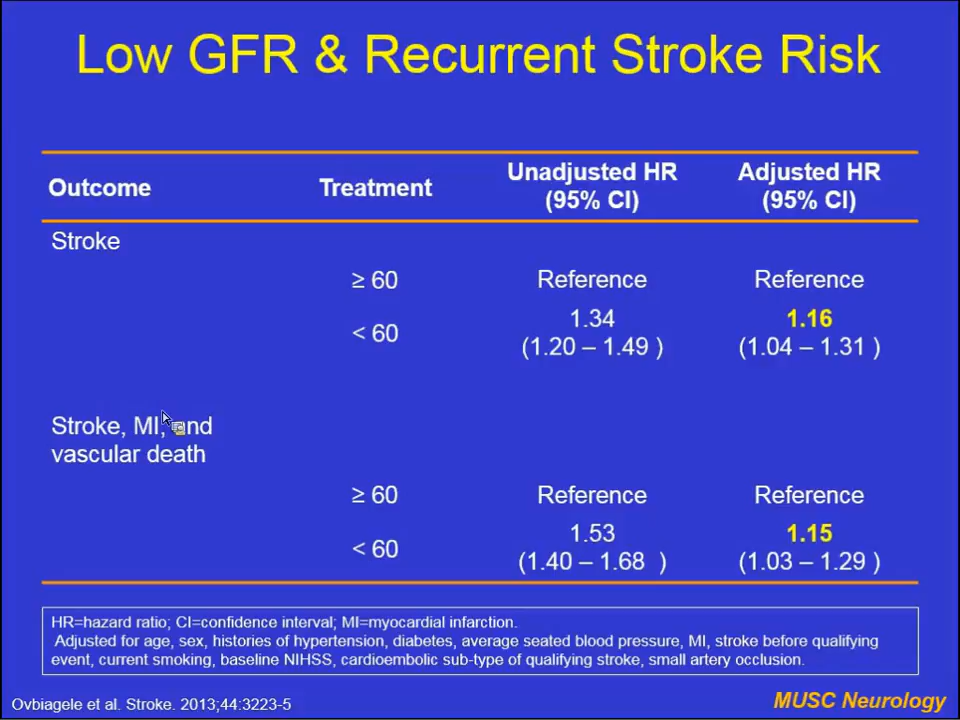 Low GFR & Recurrent Stroke Risk
Outcome Treatment Unadjusted HR (95% CI) Adjusted HR (95% CI)
Stroke
≥ 60 Reference Reference
< 60 1.34 (1.20 – 1.49 ) 1.16 (1.04 – 1.31 )
Stroke, MI, and
vascular death
≥ 60 Reference Reference
< 60 1.53 (1.40 – 1.68 ) 1.15 (1.03 – 1.29 )
HR=hazard ratio; CI=confidence interval; MI=myocardial infarction.
Adjusted for age, sex, histories of hypertension, diabetes, average seated blood pressure, MI, stroke before qualifying
event, current smoking, baseline NIHSS, cardioembolic sub-type of qualifying stroke, small artery occlusion.
Ovbiagele et al. Stroke. 2013;44:3223-5
MUSC Neurology